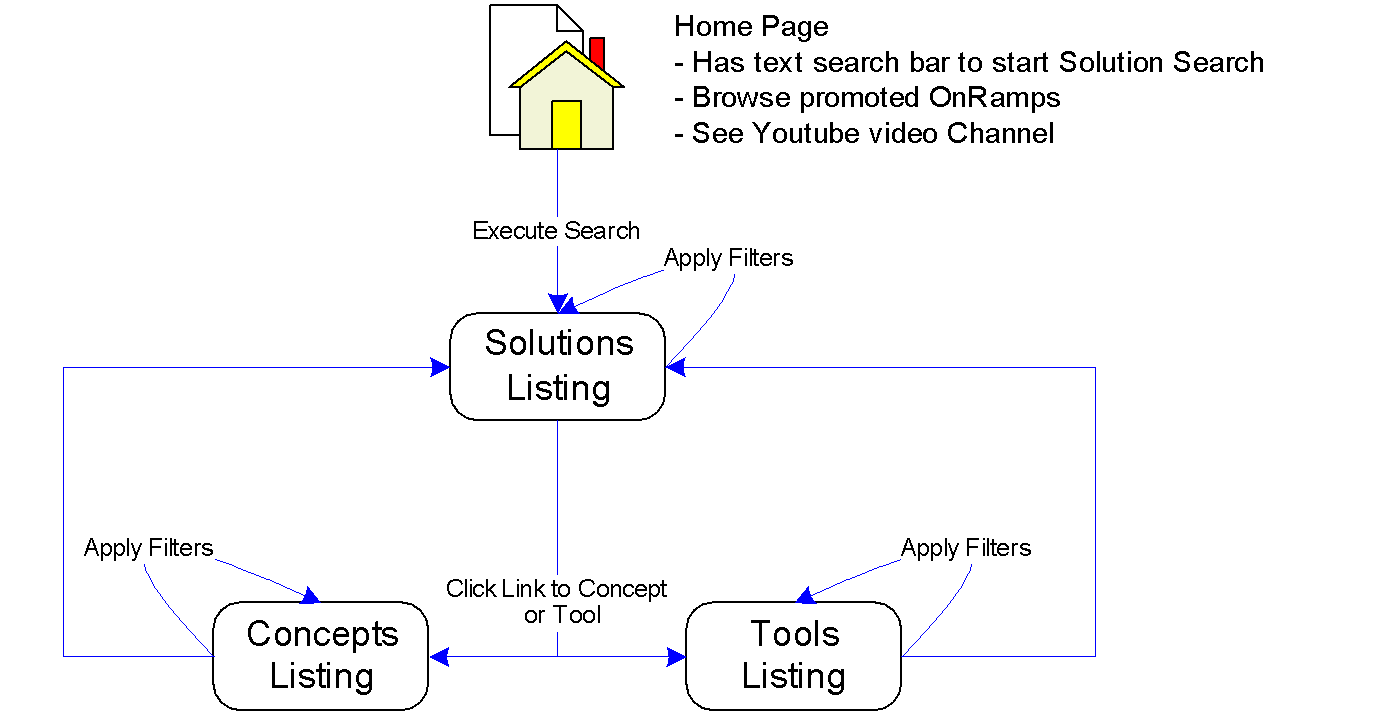 Home Page
- Has text search bar to start Solution Search
- Browse promoted OnRamps
- See Youtube video Channel
Execute Search
Apply Filters
Solutions
Listing
Apply Filters
Apply Filters
Click Link to Concept
or Tool
Concepts
Listing
Tools
Listing